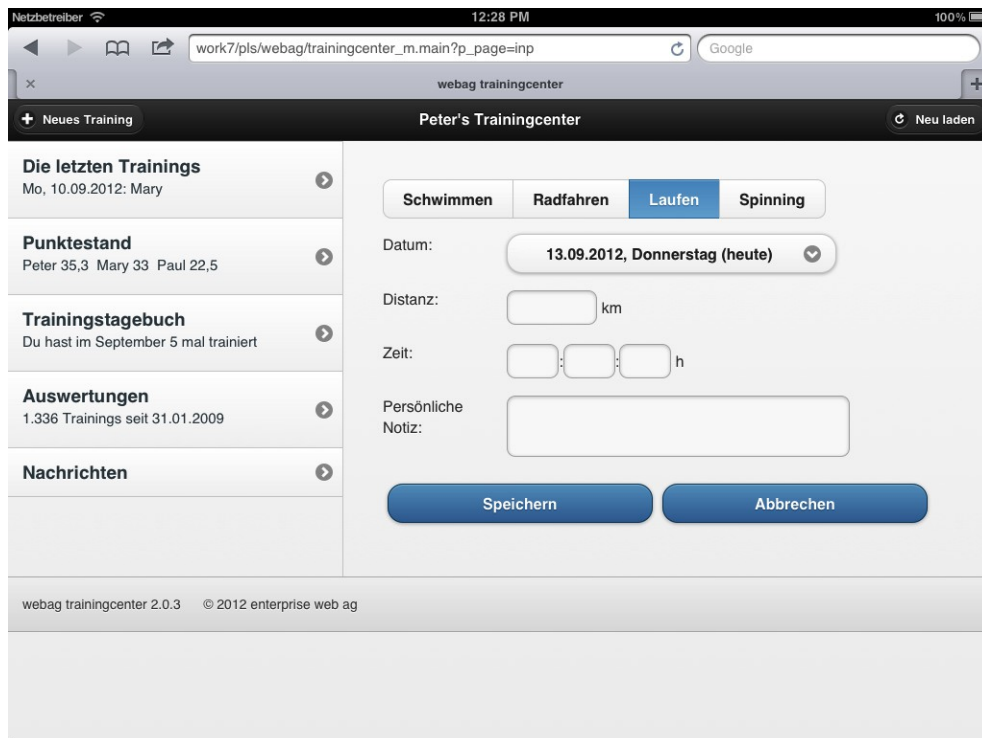 Netzbetreiber 12:28 PM 100%
work7/pls/webag/trainingcenter_m.main?p_page=inp Google
webag trainingcenter
Neues Training Peter's Trainingcenter Neu laden
Die letzten Trainings
Mo, 10.09.2012: Mary
Punktestand
Peter 35,3 Mary 33 Paul 22,5
Trainingstagebuch
Du hast im September 5 mal trainiert
Auswertungen
1.336 Trainings seit 31.01.2009
Nachrichten
Schwimmen Radfahren Laufen Spinning
Datum: 13.09.2012, Donnerstag (heute)
Distanz: km
Zeit: : : h
Persönliche
Notiz:
Speichern Abbrechen
webag trainingcenter 2.0.3 © 2012 enterprise web ag